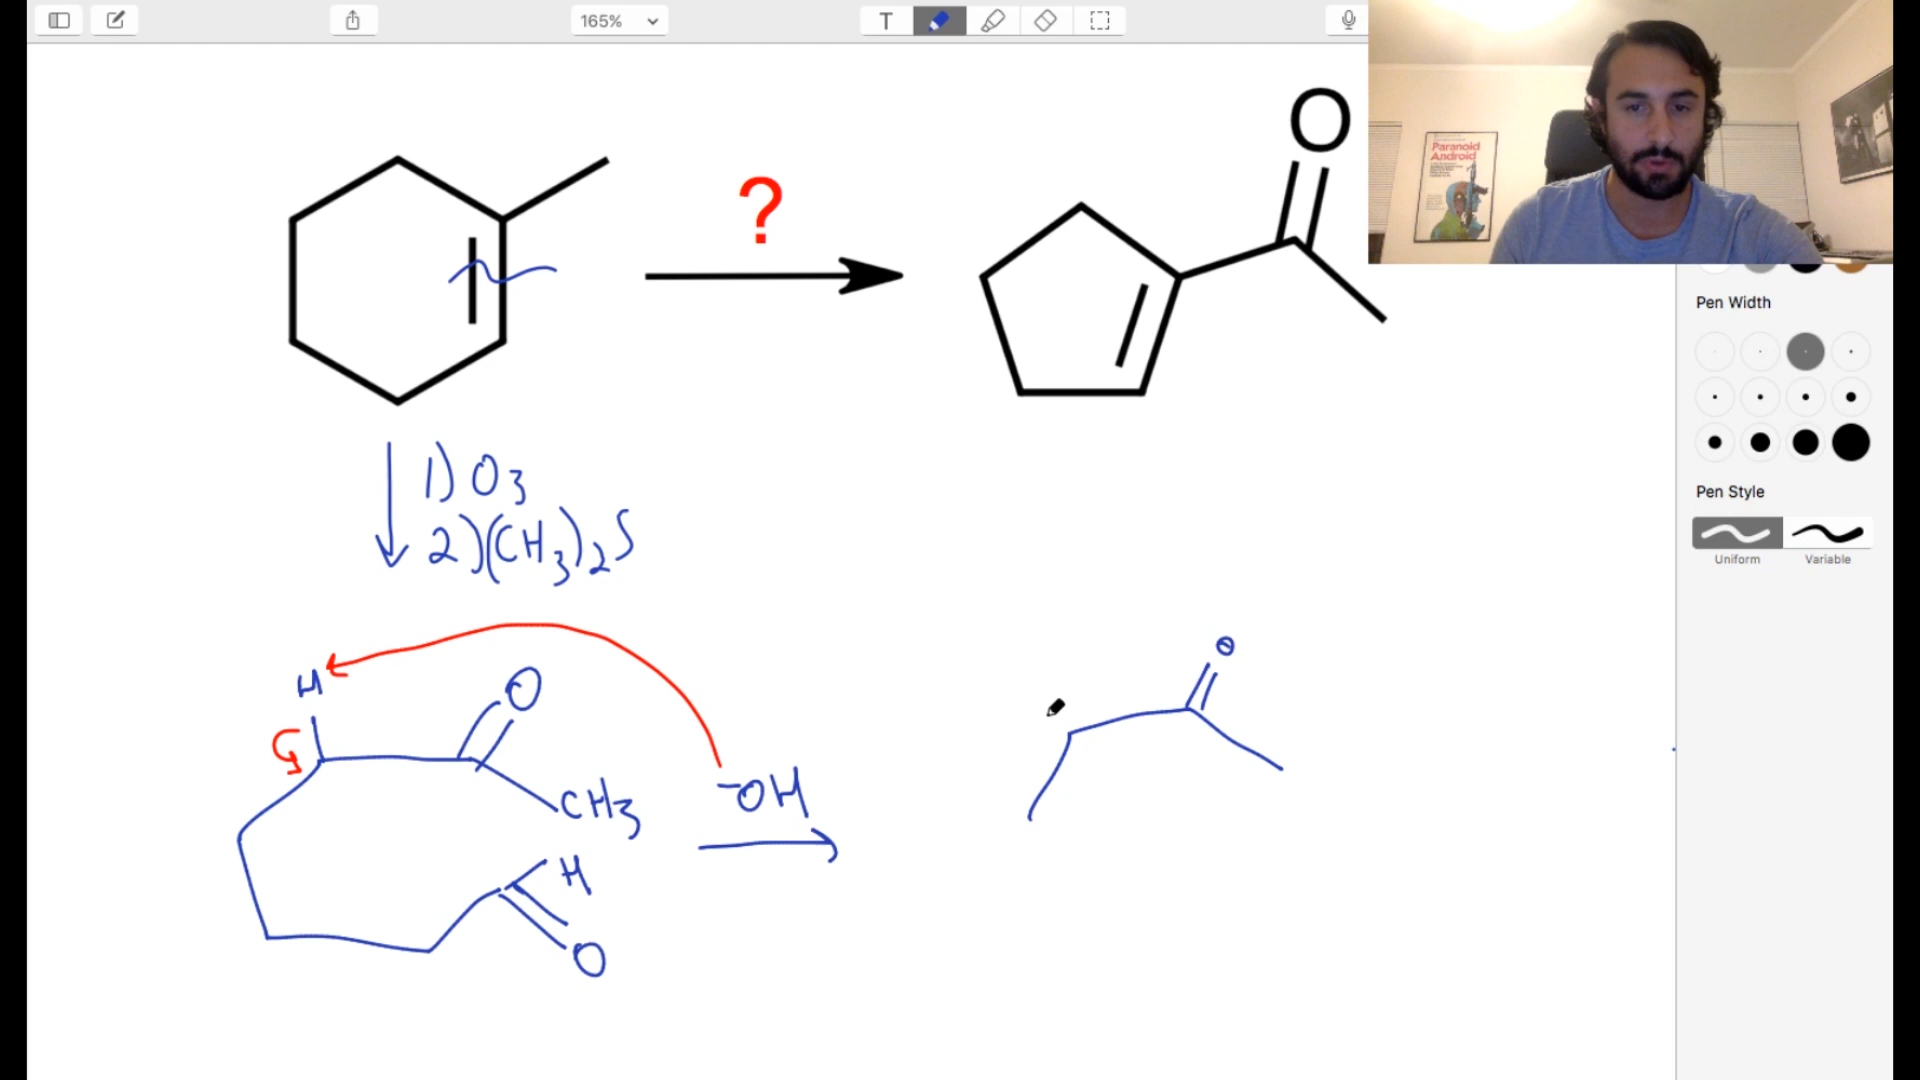 165%
T
O
?
Paranoid
Android
Pen Width
Pen Style
Uniform
Variable
1) O3
2) (CH3)2S
H
O
CH3
-OH
H
O
O